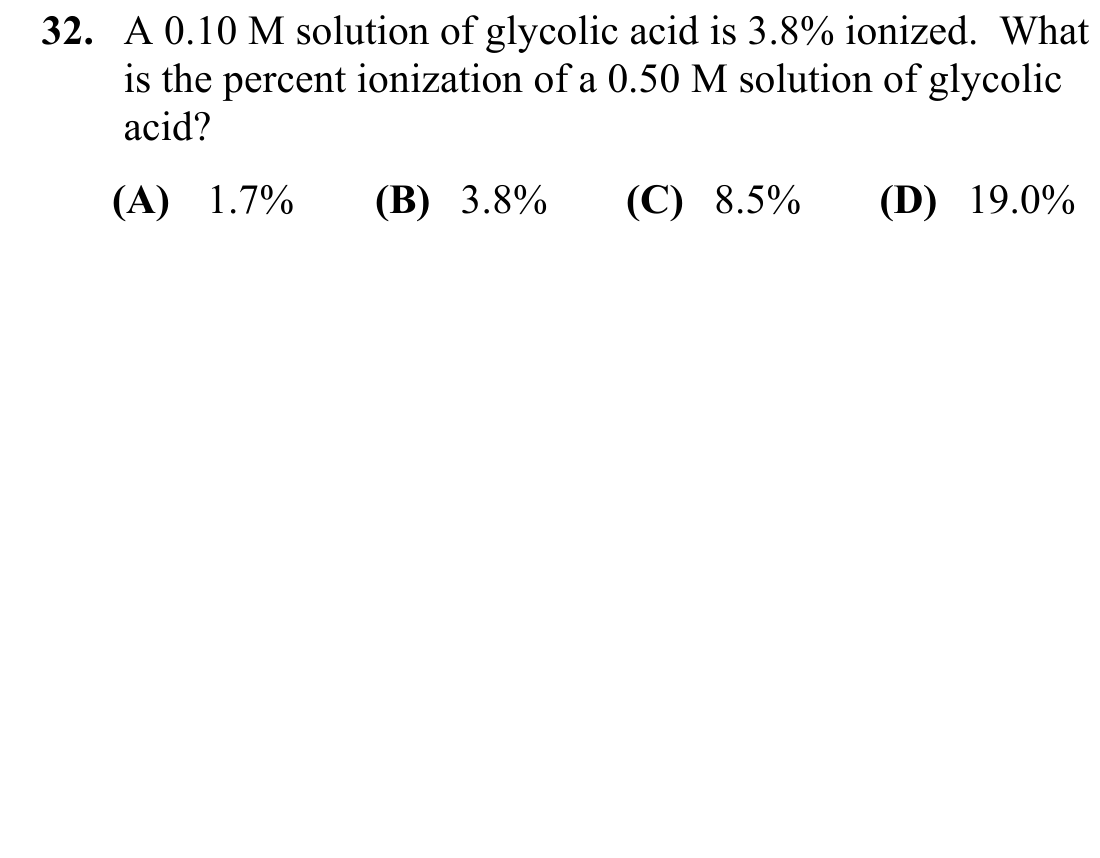 32. A 0.10 M solution of glycolic acid is 3.8% ionized. What
is the percent ionization of a 0.50 M solution of glycolic
acid?
(A) 1.7% (B) 3.8% (C) 8.5% (D) 19.0%